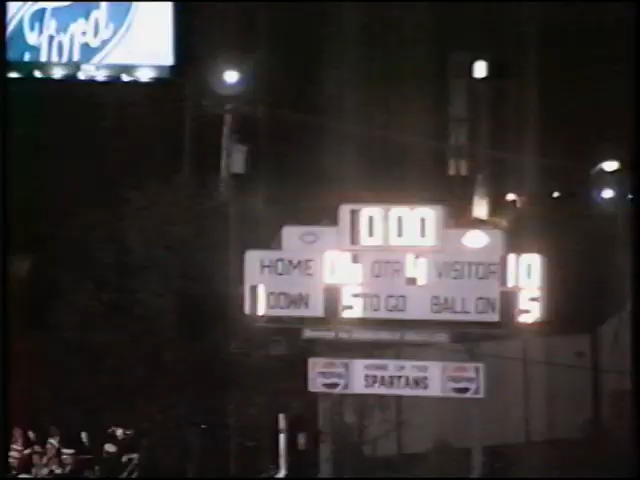 Ford
000
HOME QTR 4 VISITOR 10
1 DOWN 5 TO GO BALL ON 5
HOME OF THE
SPARTANS